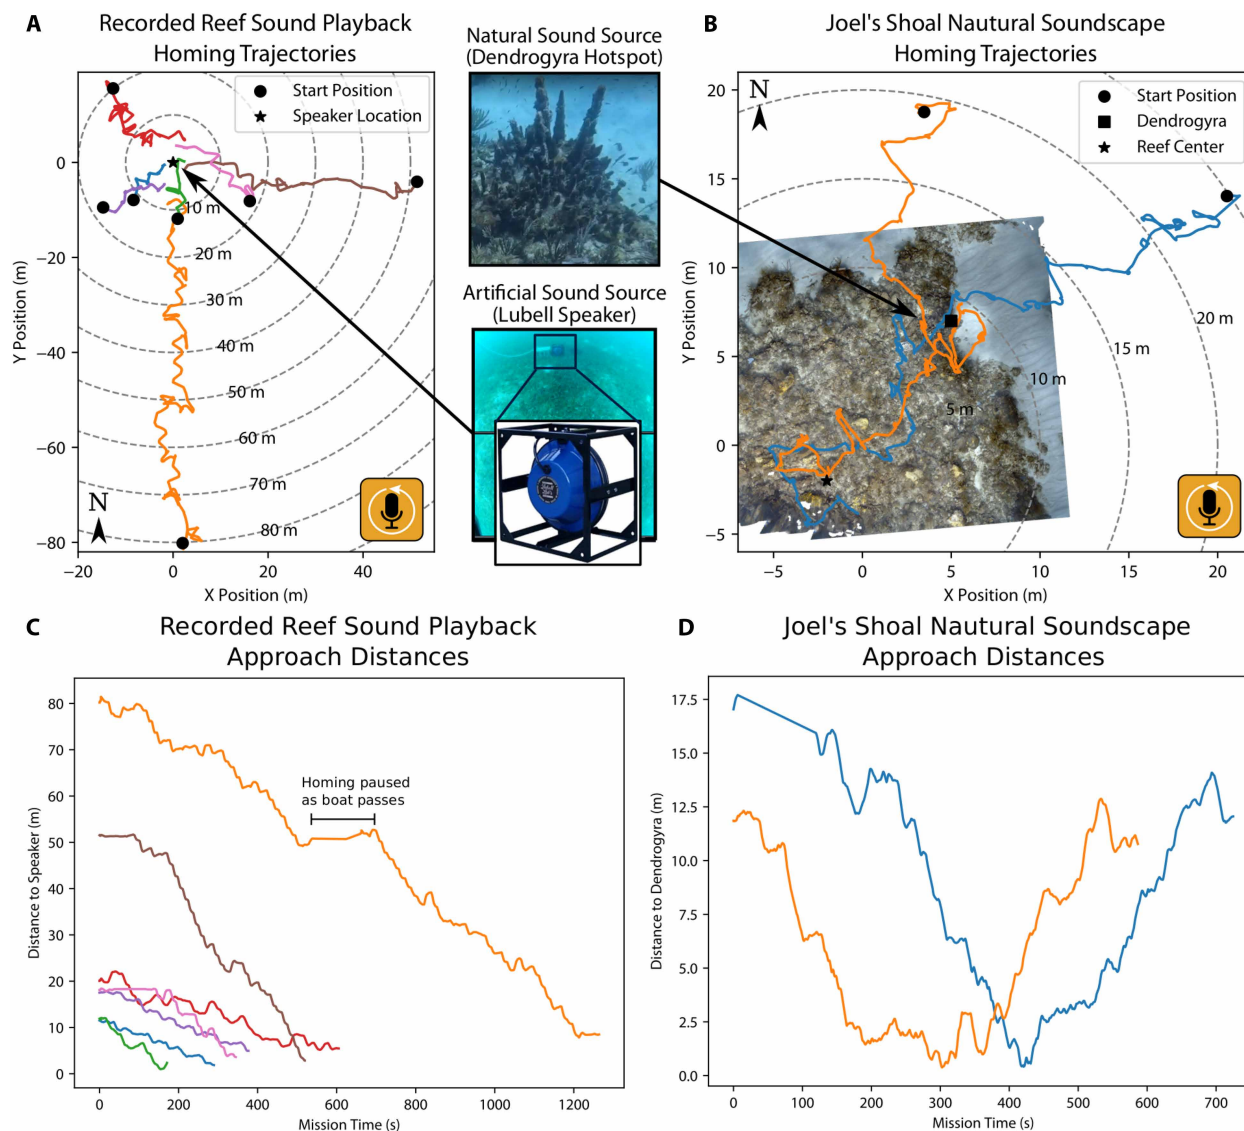 A
Recorded Reef Sound Playback
Homing Trajectories
Start Position
Speaker Location
10 m
20 m
30 m
40 m
50 m
60 m
70 m
80 m
N
0
−20
−40
−60
−80
Y Position (m)
−20
0
20
40
X Position (m)
Natural Sound Source
(Dendrogyra Hotspot)
Artificial Sound Source
(Lubell Speaker)
B
Joel's Shoal Nautural Soundscape
Homing Trajectories
N
Start Position
Dendrogyra
Reef Center
20 m
15 m
10 m
5 m
20
15
10
5
0
−5
Y Position (m)
−5
0
5
10
15
20
X Position (m)
C
Recorded Reef Sound Playback
Approach Distances
Homing paused
as boat passes
80
70
60
50
40
30
20
10
0
Distance to Speaker (m)
0
200
400
600
800
1000
1200
Mission Time (s)
D
Joel's Shoal Nautural Soundscape
Approach Distances
17.5
15.0
12.5
10.0
7.5
5.0
2.5
0.0
Distance to Dendrogyra (m)
0
100
200
300
400
500
600
700
Mission Time (s)